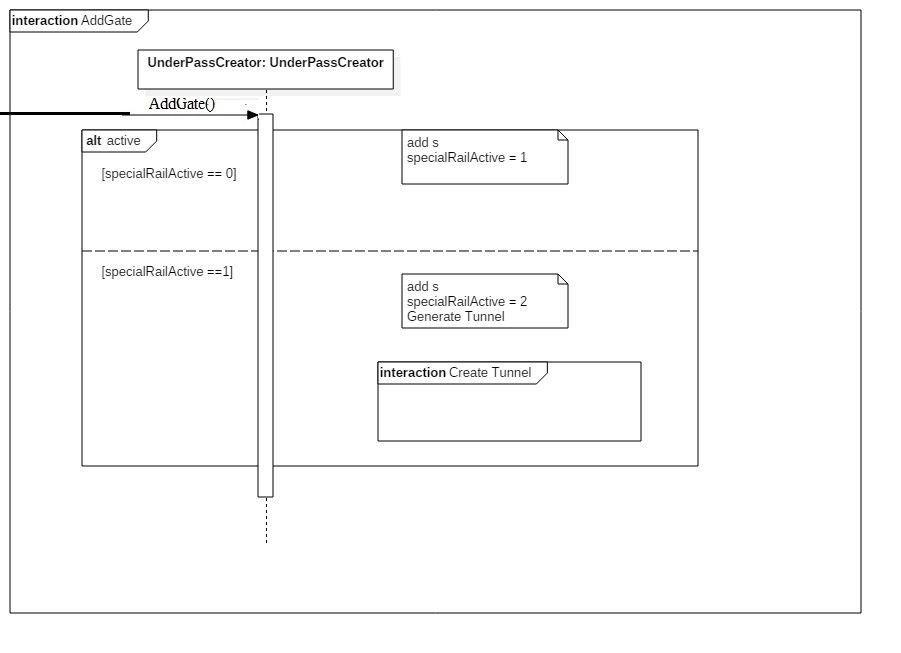 interaction AddGate
UnderPassCreator: UnderPassCreator
AddGate()
alt active
add s
specialRailActive = 1
[specialRailActive == 0]
[specialRailActive ==1]
add s
specialRailActive = 2
Generate Tunnel
interaction Create Tunnel